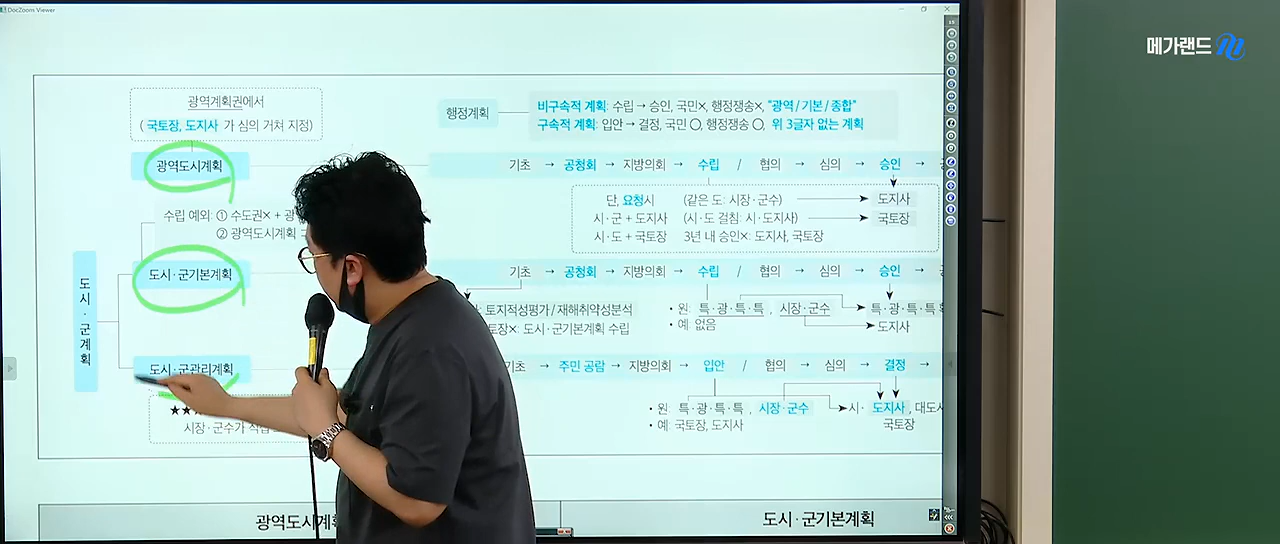 DocZoom Viewer
메가랜드
광역계획권에서
( 국토장, 도지사 가 심의 거쳐 지정)
행정계획
비구속적 계획: 수립 → 승인, 국민×, 행정쟁송×, "광역 / 기본 / 종합"
구속적 계획: 입안 → 결정, 국민 〇, 행정쟁송 〇, 위 3글자 없는 계획
광역도시계획
기초 → 공청회 → 지방의회 → 수립 / 협의 → 심의 → 승인 →
단, 요청시 (같은 도: 시장·군수) 도지사
시·군 + 도지사 (시·도 걸침: 시·도지사) 국토장
시·도 + 국토장 3년 내 승인×: 도지사, 국토장
수립 예외: ① 수도권× +
② 광역도시계획
도시·군계획
도시·군기본계획
기초 → 공청회 → 지방의회 → 수립 / 협의 → 심의 → 승인 →
토지적성평가 / 재해취약성분석
토장×: 도시·군기본계획 수립
• 원: 특·광·특·특, 시장·군수 특·광·특·특
• 예: 없음 도지사
도시·군관리계획
기초 → 주민 공람 → 지방의회 → 입안 / 협의 → 심의 → 결정
★★
시장·군수가 직접
• 원: 특·광·특·특, 시장·군수 시·도지사, 대도시
• 예: 국토장, 도지사 국토장
광역도시계
도시·군기본계획